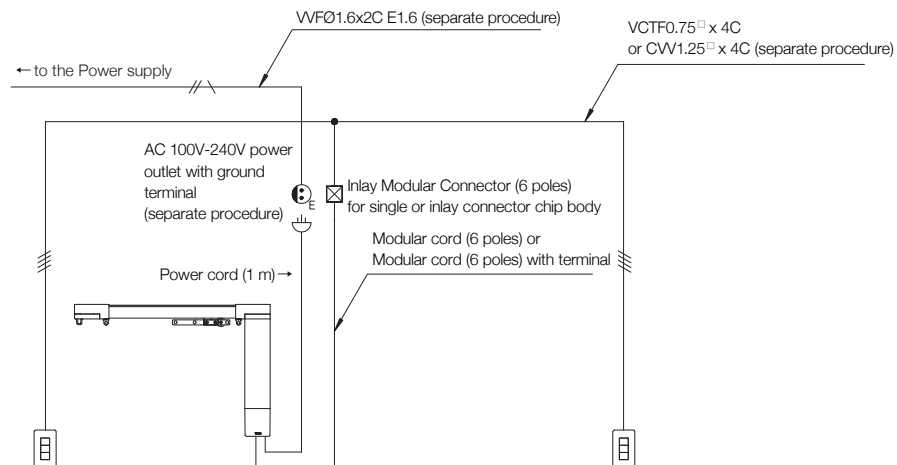 VVFØ1.6x2C E1.6 (separate procedure)
VCTF0.75□ x 4C
or CVV1.25□ x 4C (separate procedure)
←to the Power supply
AC 100V-240V power
outlet with ground
terminal
(separate procedure)
E
Inlay Modular Connector (6 poles)
for single or inlay connector chip body
Modular cord (6 poles) or
Modular cord (6 poles) with terminal
Power cord (1 m)→